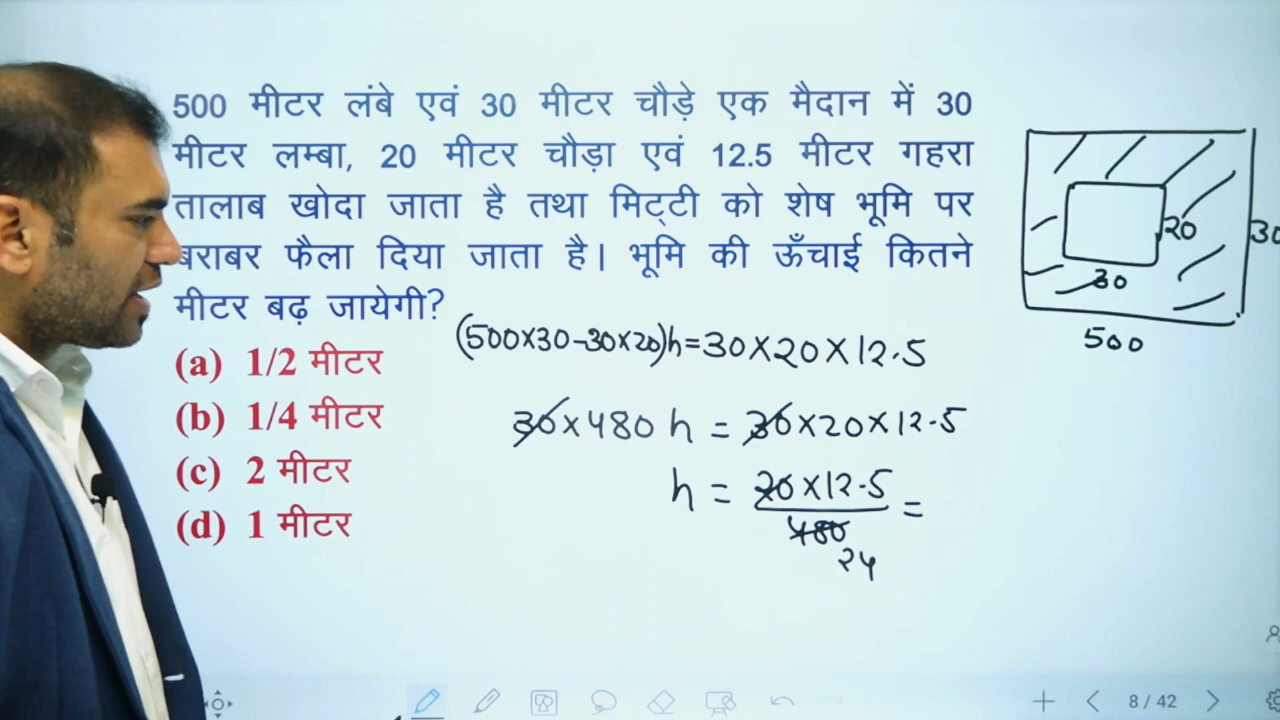 500 मीटर लंबे एवं 30 मीटर चौड़े एक मैदान में 30
मीटर लम्बा, 20 मीटर चौड़ा एवं 12.5 मीटर गहरा
तालाब खोदा जाता है तथा मिट्टी को शेष भूमि पर
बराबर फैला दिया जाता है। भूमि की ऊँचाई कितने
मीटर बढ़ जायेगी?
(a) 1/2 मीटर
(b) 1/4 मीटर
(c) 2 मीटर
(d) 1 मीटर
(500×30-30×20)h=30×20×12.5
30×480 h = 30×20×12.5
h = 20×12.5 =
480
24
20
30
30
500
8 / 42